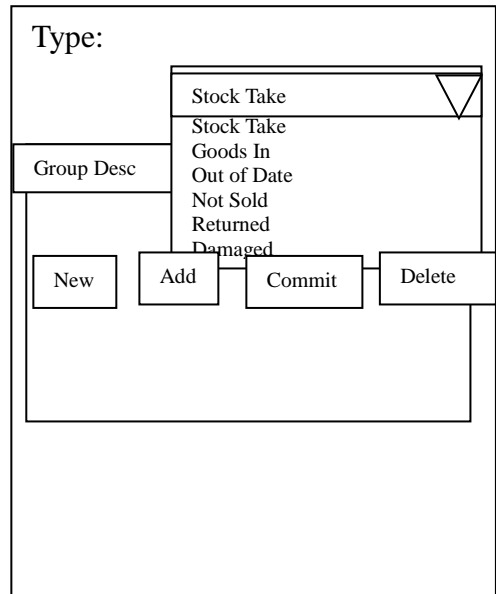 Type:
Stock Take
Stock Take
Goods In
Group Desc
Out of Date
Not Sold
Returned
Damaged
New
Add
Commit
Delete